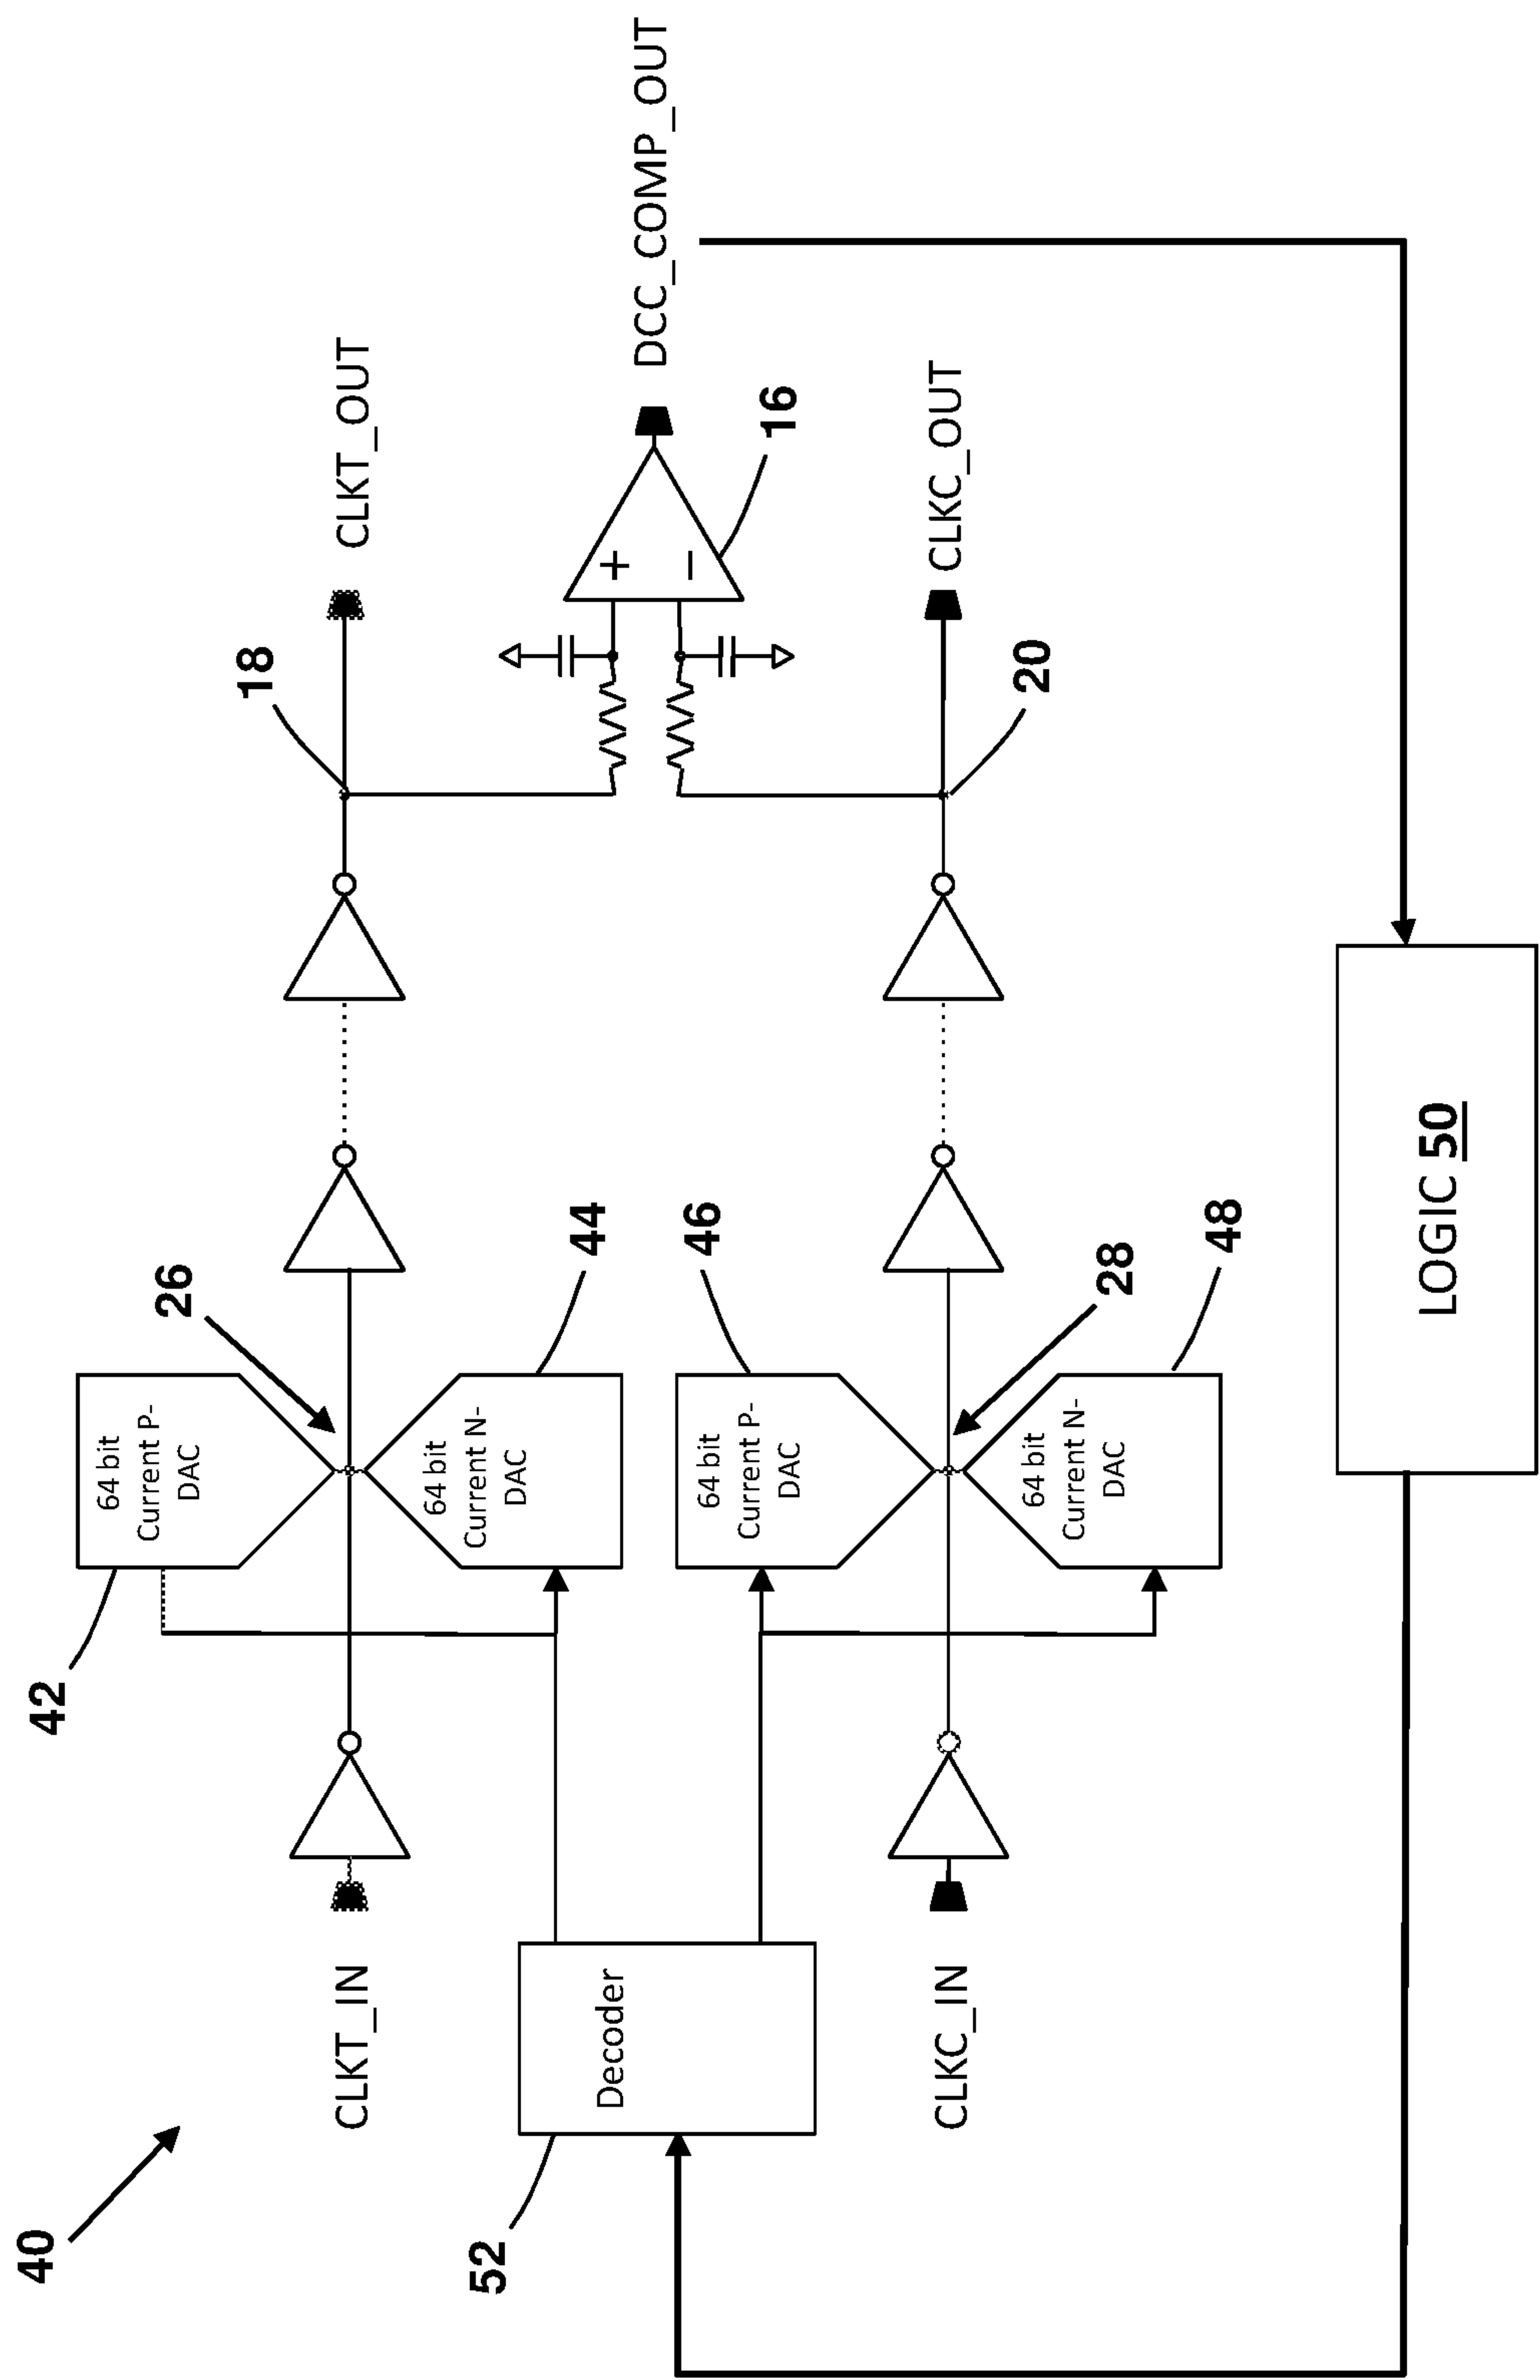 40
42
64 bit
Current P-
DAC
26
18
CLKT_IN
CLKT_OUT
64 bit
Current N-
DAC
44
52
Decoder
16
DCC_COMP_OUT
64 bit
Current P-
DAC
46
CLKC_IN
28
20
CLKC_OUT
64 bit
Current N-
DAC
48
LOGIC 50